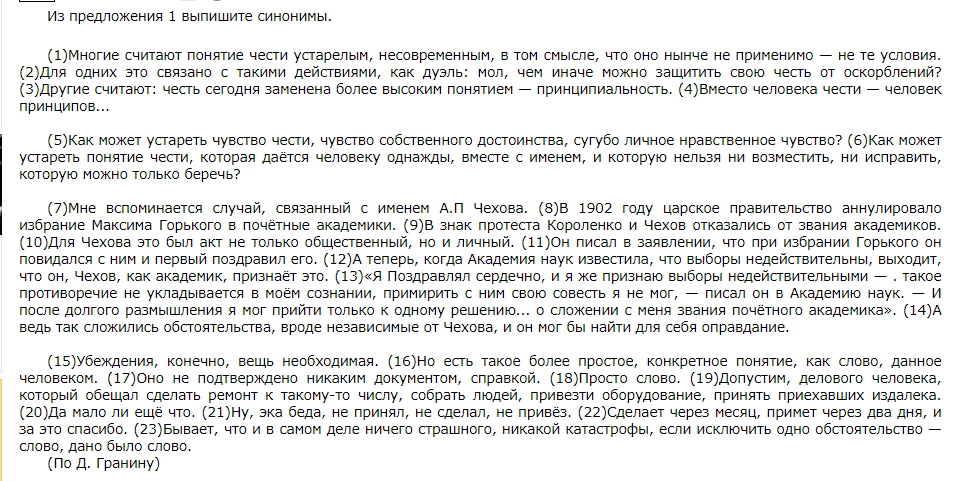 Из предложения 1 выпишите синонимы.
(1)Многие считают понятие чести устарелым, несовременным, в том смысле, что оно нынче не применимо — не те условия.
(2)Для одних это связано с такими действиями, как дуэль: мол, чем иначе можно защитить свою честь от оскорблений?
(3)Другие считают: честь сегодня заменена более высоким понятием — принципиальность. (4)Вместо человека чести — человек
принципов...
(5)Как может устареть чувство чести, чувство собственного достоинства, сугубо личное нравственное чувство? (6)Как может
устареть понятие чести, которая даётся человеку однажды, вместе с именем, и которую нельзя ни возместить, ни исправить,
которую можно только беречь?
(7)Мне вспоминается случай, связанный с именем А.П Чехова. (8)В 1902 году царское правительство аннулировало
избрание Максима Горького в почётные академики. (9)В знак протеста Короленко и Чехов отказались от звания академиков.
(10)Для Чехова это был акт не только общественный, но и личный. (11)Он писал в заявлении, что при избрании Горького он
повидался с ним и первый поздравил его. (12)А теперь, когда Академия наук известила, что выборы недействительны, выходит,
что он, Чехов, как академик, признаёт это. (13)«Я Поздравлял сердечно, и я же признаю выборы недействительными — . такое
противоречие не укладывается в моём сознании, примирить с ним свою совесть я не мог, — писал он в Академию наук. — И
после долгого размышления я мог прийти только к одному решению... о сложении с меня звания почётного академика». (14)А
ведь так сложились обстоятельства, вроде независимые от Чехова, и он мог бы найти для себя оправдание.
(15)Убеждения, конечно, вещь необходимая. (16)Но есть такое более простое, конкретное понятие, как слово, данное
человеком. (17)Оно не подтверждено никаким документом, справкой. (18)Просто слово. (19)Допустим, делового человека,
который обещал сделать ремонт к такому-то числу, собрать людей, привезти оборудование, принять приехавших издалека.
(20)Да мало ли ещё что. (21)Ну, эка беда, не принял, не сделал, не привёз. (22)Сделает через месяц, примет через два дня, и
за это спасибо. (23)Бывает, что и в самом деле ничего страшного, никакой катастрофы, если исключить одно обстоятельство —
слово, дано было слово.
(По Д. Гранину)